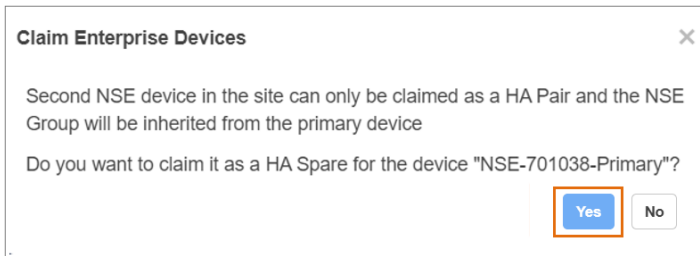 Claim Enterprise Devices
Second NSE device in the site can only be claimed as a HA Pair and the NSE
Group will be inherited from the primary device
Do you want to claim it as a HA Spare for the device "NSE-701038-Primary"?
Yes No